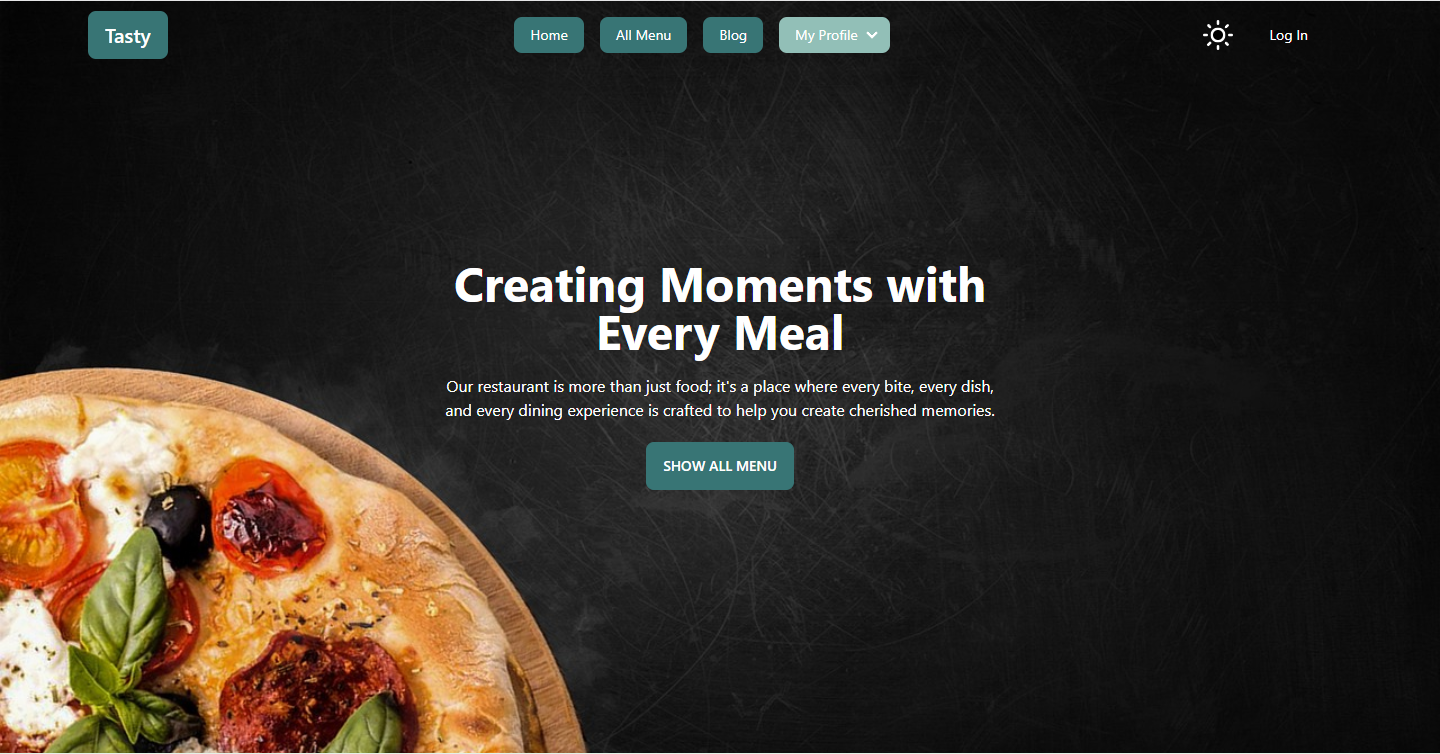 Tasty
Home
All Menu
Blog
My Profile
Log In
Creating Moments with
Every Meal
Our restaurant is more than just food; it's a place where every bite, every dish,
and every dining experience is crafted to help you create cherished memories.
SHOW ALL MENU